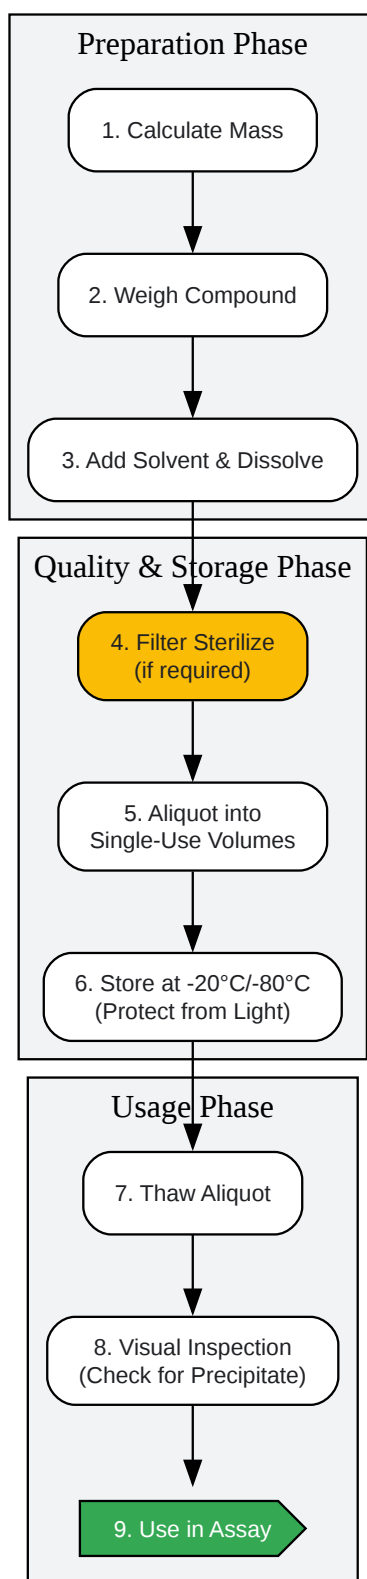 Preparation Phase
1. Calculate Mass
2. Weigh Compound
3. Add Solvent & Dissolve
Quality & Storage Phase
4. Filter Sterilize
(if required)
5. Aliquot into
Single-Use Volumes
6. Store at -20°C/-80°C
(Protect from Light)
Usage Phase
7. Thaw Aliquot
8. Visual Inspection
(Check for Precipitate)
9. Use in Assay